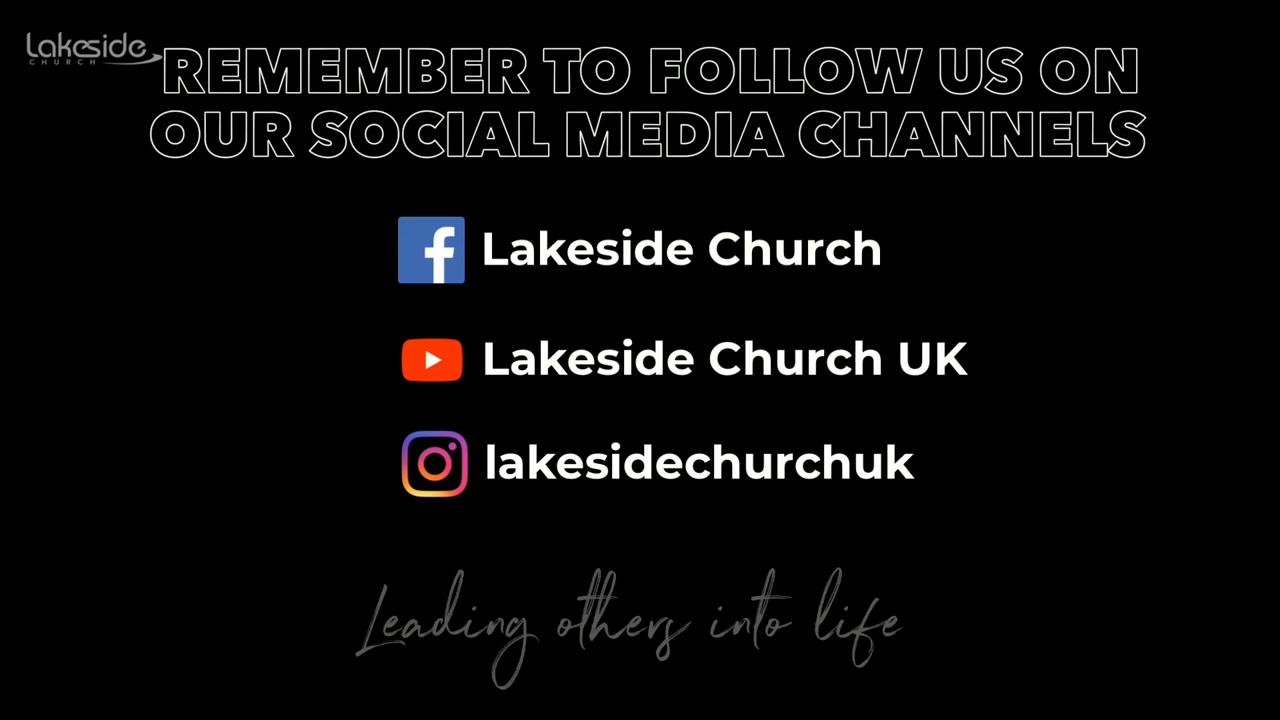 Lakeside
CHURCH
REMEMBER TO FOLLOW US ON
OUR SOCIAL MEDIA CHANNELS
Lakeside Church
Lakeside Church UK
lakesidechurchuk
Leading others into life